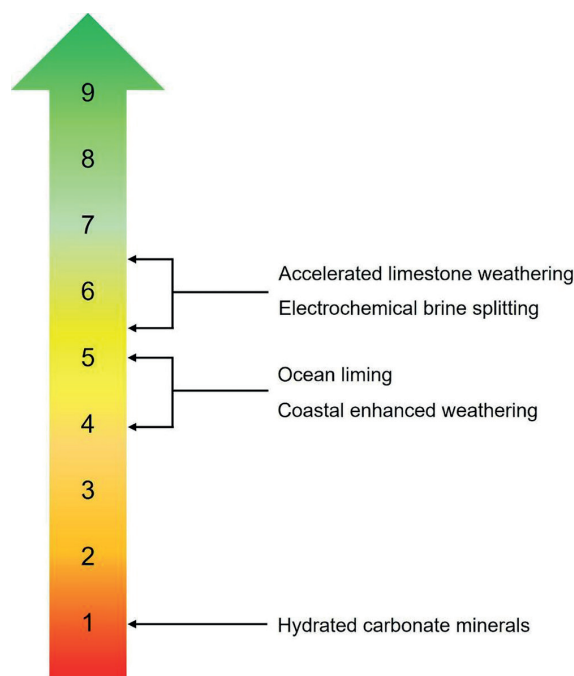 9
8
7
6
5
4
3
2
1
Accelerated limestone weathering
Electrochemical brine splitting
Ocean liming
Coastal enhanced weathering
Hydrated carbonate minerals